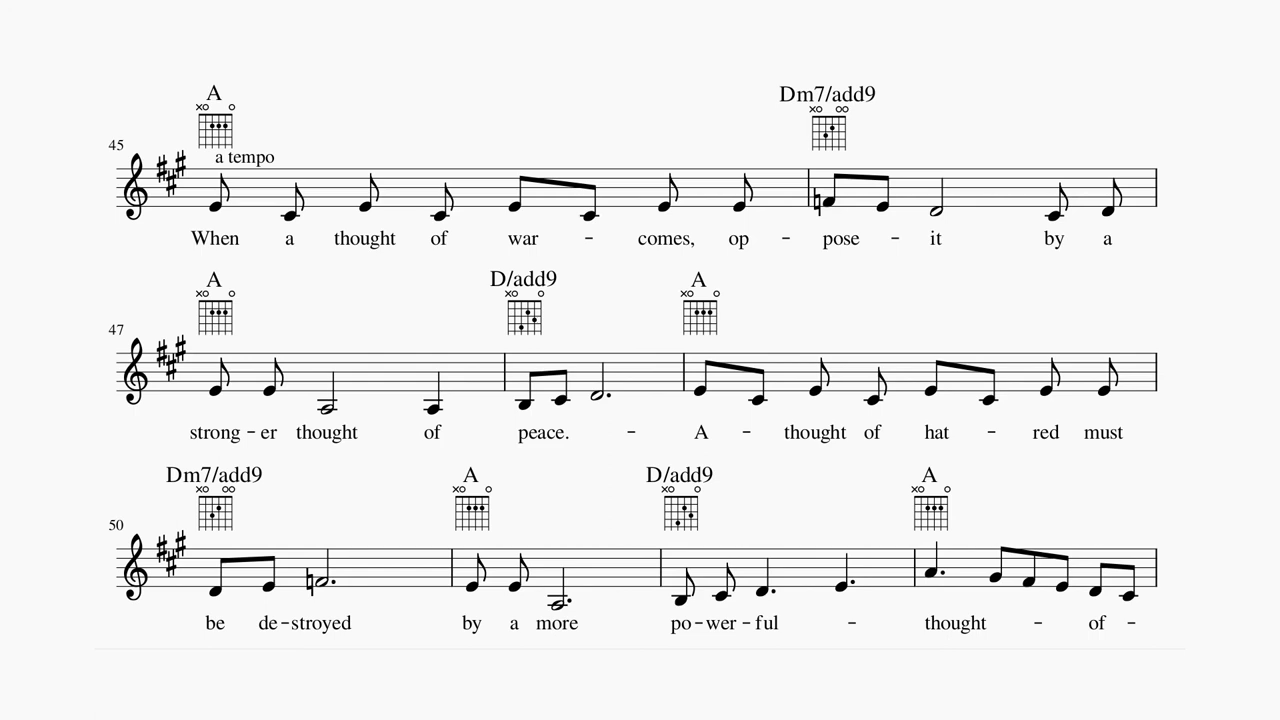 A Dm7/add9
45 a tempo
When a thought of war - comes, op - pose - it by a
A D/add9 A
47
strong - er thought of peace. - A - thought of hat - red must
Dm7/add9 A D/add9 A
50
be de - stroyed by a more po - wer - ful - thought - of -